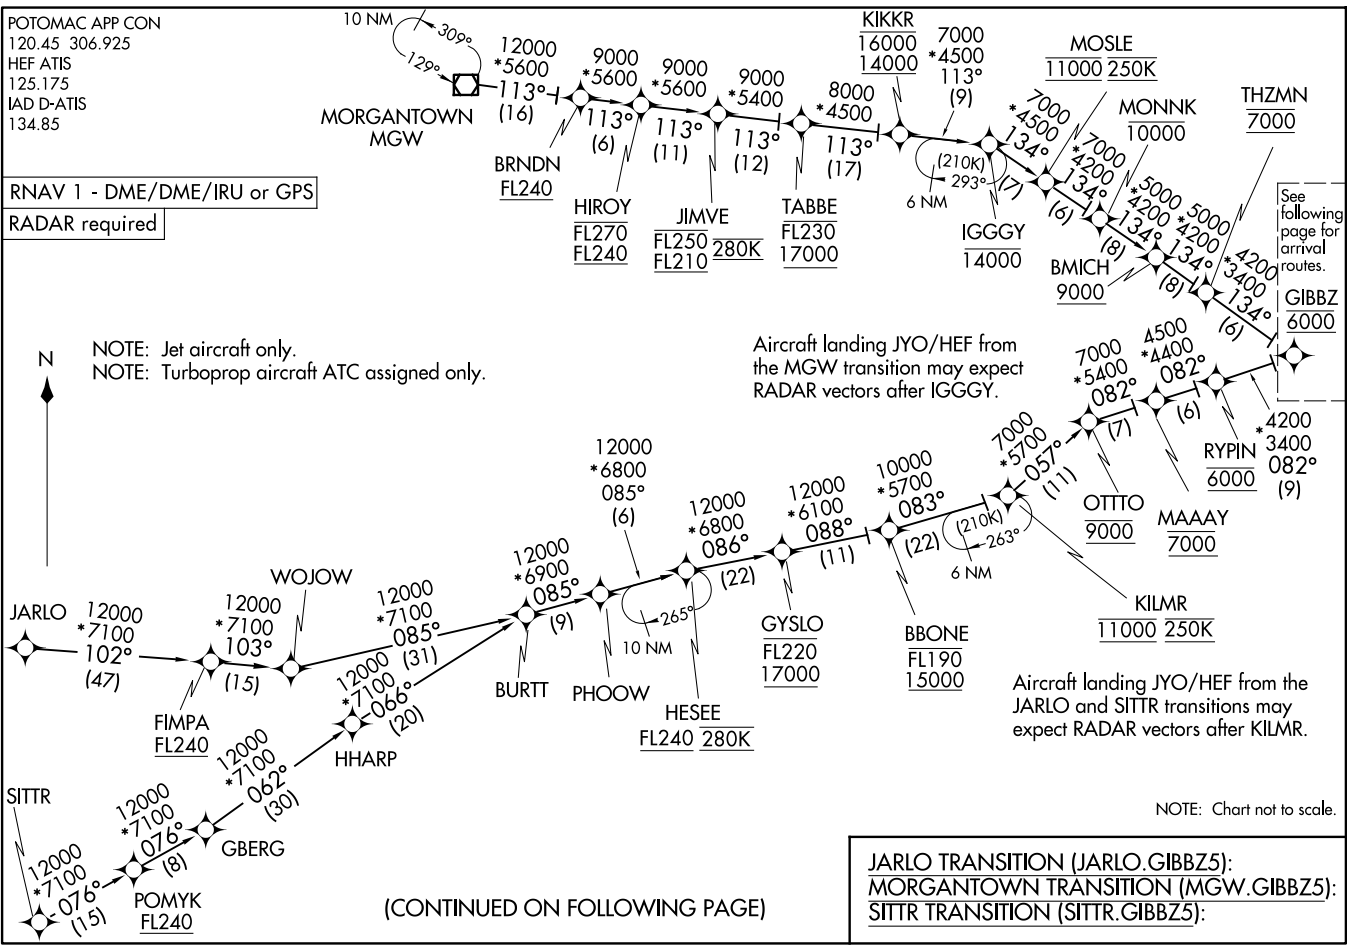 POTOMAC APP CON
120.45 306.925
HEF ATIS
125.175
IAD D-ATIS
134.85
RNAV 1 - DME/DME/IRU or GPS
RADAR required
10 NM
309°
129°
MORGANTOWN
MGW
12000
*5600
113°
(16)
BRNDN
FL240
9000
*5600
113°
(6)
HIROY
FL270
FL240
9000
*5600
113°
(11)
JIMVE
FL250 280K
FL210
9000
*5400
113°
(12)
TABBE
FL230
17000
8000
*4500
113°
(17)
KIKKR
16000
14000
7000
*4500
113°
(9)
(210K)
293°
6 NM
IGGGY
14000
7000
*4500
134°
(7)
MOSLE
11000 250K
7000
*4200
134°
(6)
MONNK
10000
5000
*4200
134°
(8)
BMICH
9000
5000
*4200
134°
(8)
THZMN
7000
4200
*3400
134°
(6)
See
following
page for
arrival
routes.
GIBBZ
6000
N
NOTE: Jet aircraft only.
NOTE: Turboprop aircraft ATC assigned only.
Aircraft landing JYO/HEF from
the MGW transition may expect
RADAR vectors after IGGGY.
JARLO
12000
*7100
102°
(47)
FIMPA
FL240
12000
*7100
103°
(15)
WOJOW
12000
*7100
085°
(31)
SITTR
12000
*7100
076°
(15)
POMYK
FL240
12000
*7100
076°
(8)
GBERG
12000
*7100
062°
(30)
HHARP
12000
*7100
066°
(20)
BURTT
12000
*6900
085°
(9)
PHOOW
12000
*6800
085°
(6)
265°
10 NM
HESEE
FL240 280K
12000
*6800
086°
(22)
GYSLO
FL220
17000
12000
*6100
088°
(11)
BBONE
FL190
15000
10000
*5700
083°
(22)
(210K)
263°
6 NM
KILMR
11000 250K
7000
*5700
057°
(11)
OTTTO
9000
7000
*5400
082°
(7)
MAAAY
7000
4500
*4400
082°
(6)
RYPIN
6000
4200
*3400
082°
(9)
Aircraft landing JYO/HEF from the
JARLO and SITTR transitions may
expect RADAR vectors after KILMR.
NOTE: Chart not to scale.
(CONTINUED ON FOLLOWING PAGE)
JARLO TRANSITION (JARLO.GIBBZ5):
MORGANTOWN TRANSITION (MGW.GIBBZ5):
SITTR TRANSITION (SITTR.GIBBZ5):